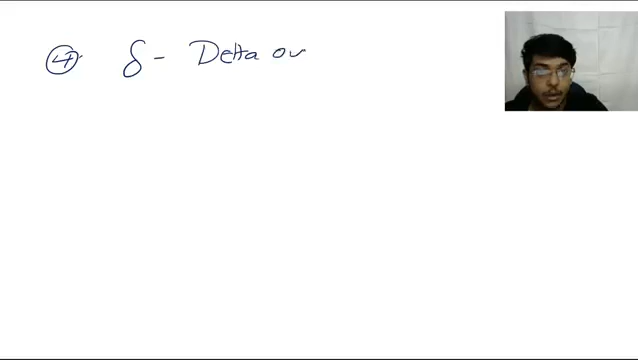 ④ δ - Delta or